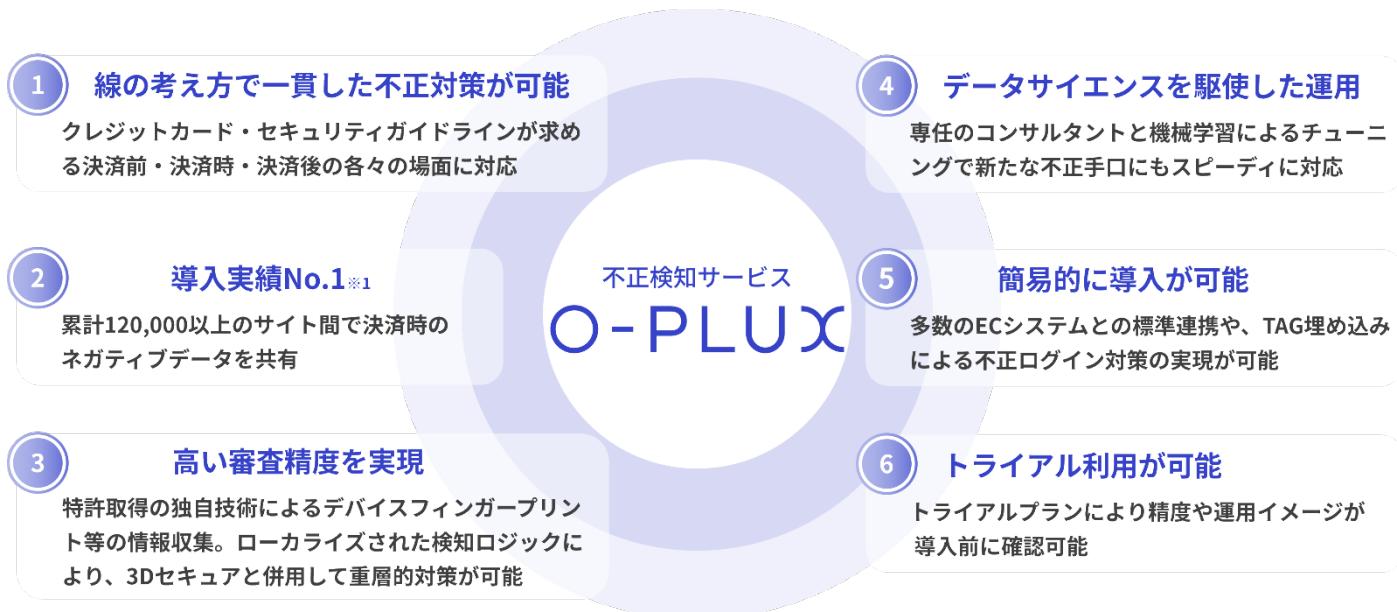 1
線の考え方で一貫した不正対策が可能
クレジットカード・セキュリティガイドラインが求め
る決済前・決済時・決済後の各々の場面に対応
2
導入実績No.1※1
累計120,000以上のサイト間で決済時の
ネガティブデータを共有
3
高い審査精度を実現
特許取得の独自技術によるデバイスフィンガープリン
ト等の情報収集。ローカライズされた検知ロジックに
より、3Dセキュアと併用して重層的対策が可能
不正検知サービス
O-PLUX
4
データサイエンスを駆使した運用
専任のコンサルタントと機械学習によるチューニ
ングで新たな不正手口にもスピーディに対応
5
簡易的に導入が可能
多数のECシステムとの標準連携や、TAG埋め込み
による不正ログイン対策の実現が可能
6
トライアル利用が可能
トライアルプランにより精度や運用イメージが
導入前に確認可能